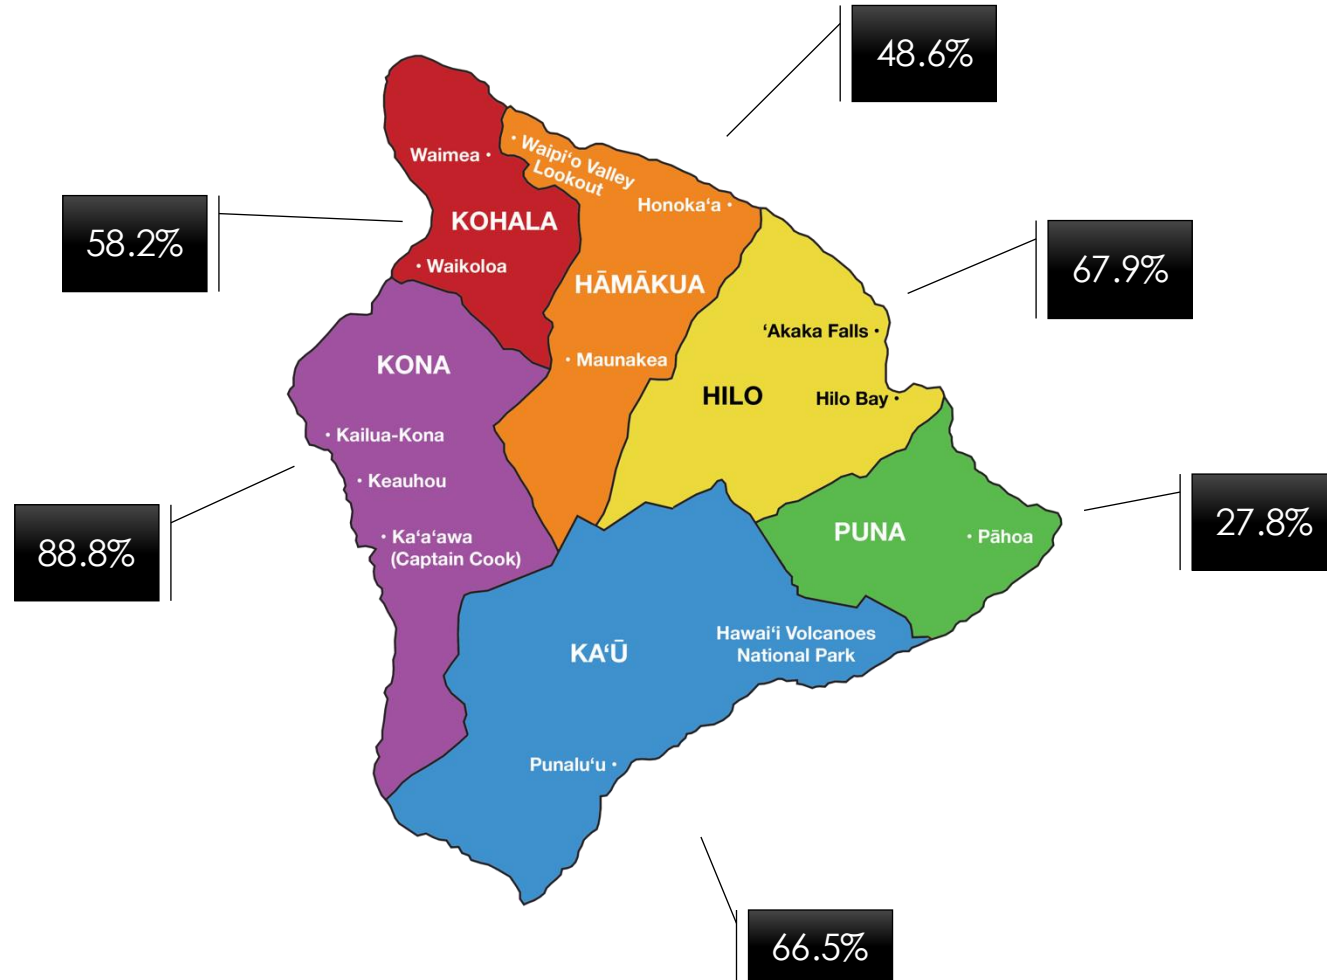 48.6%
Waimea
Waipiʻo Valley
Lookout
Honokaʻa
58.2%
KOHALA
67.9%
Waikoloa
HĀMĀKUA
ʻAkaka Falls
KONA
Maunakea
HILO
Hilo Bay
Kailua-Kona
Keauhou
88.8%
Kaʻaʻawa
(Captain Cook)
PUNA
Pāhoa
27.8%
KAʻŪ
Hawaiʻi Volcanoes
National Park
Punaluʻu
66.5%